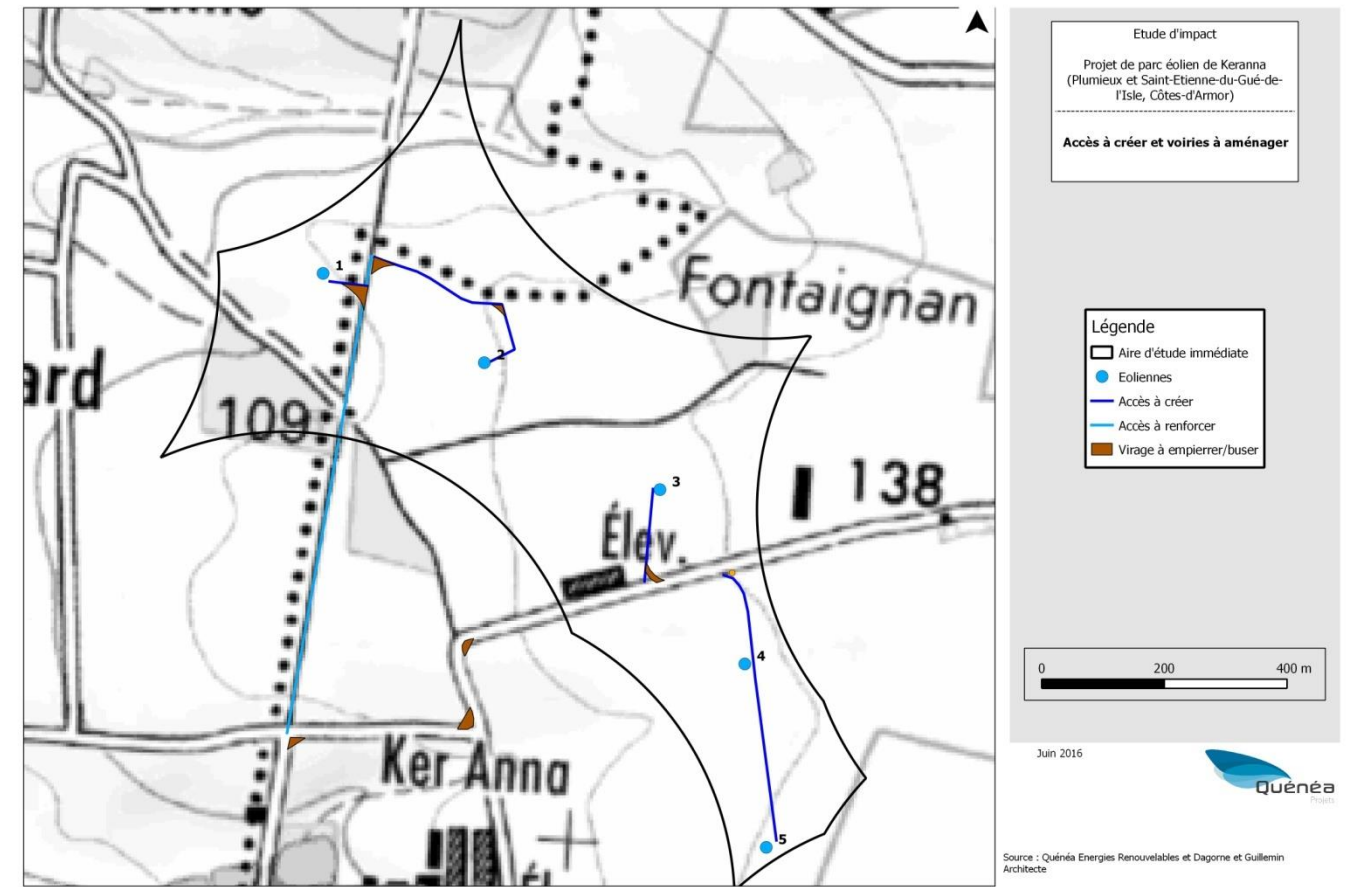 1
Fontaignan
2
ard
109
3
138
Élev.
4
Ker Anna
5
Etude d'impact
Projet de parc éolien de Keranna
(Plumieux et Saint-Etienne-du-Gué-de-
l'Isle, Côtes-d'Armor)
Accès à créer et voiries à aménager
Légende
Aire d'étude immédiate
Eoliennes
Accès à créer
Accès à renforcer
Virage à empierrer/buser
0 200 400 m
Juin 2016
Quénéa
Projets
Source : Quénéa Energies Renouvelables et Dagorne et Guillemin
Architecte